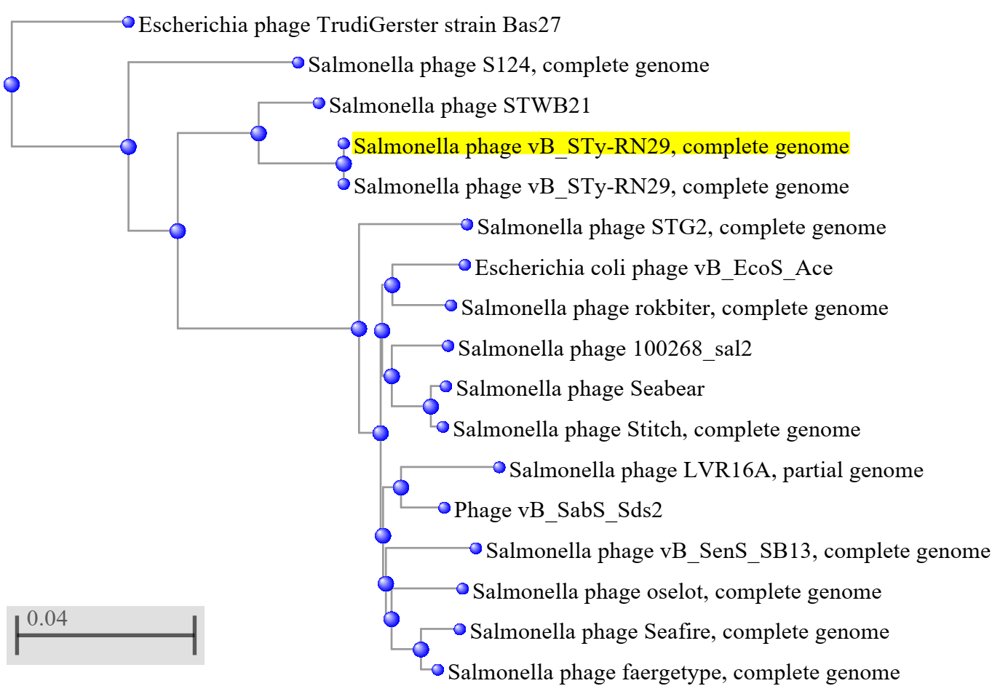 Escherichia phage TrudiGerster strain Bas27
Salmonella phage S124, complete genome
Salmonella phage STWB21
Salmonella phage vB_STy-RN29, complete genome
Salmonella phage vB_STy-RN29, complete genome
Salmonella phage STG2, complete genome
Escherichia coli phage vB_EcoS_Ace
Salmonella phage rokbiter, complete genome
Salmonella phage 100268_sal2
Salmonella phage Seabear
Salmonella phage Stitch, complete genome
Salmonella phage LVR16A, partial genome
Phage vB_SabS_Sds2
Salmonella phage vB_SenS_SB13, complete genome
Salmonella phage oselot, complete genome
0.04
Salmonella phage Seafire, complete genome
Salmonella phage faergetype, complete genome